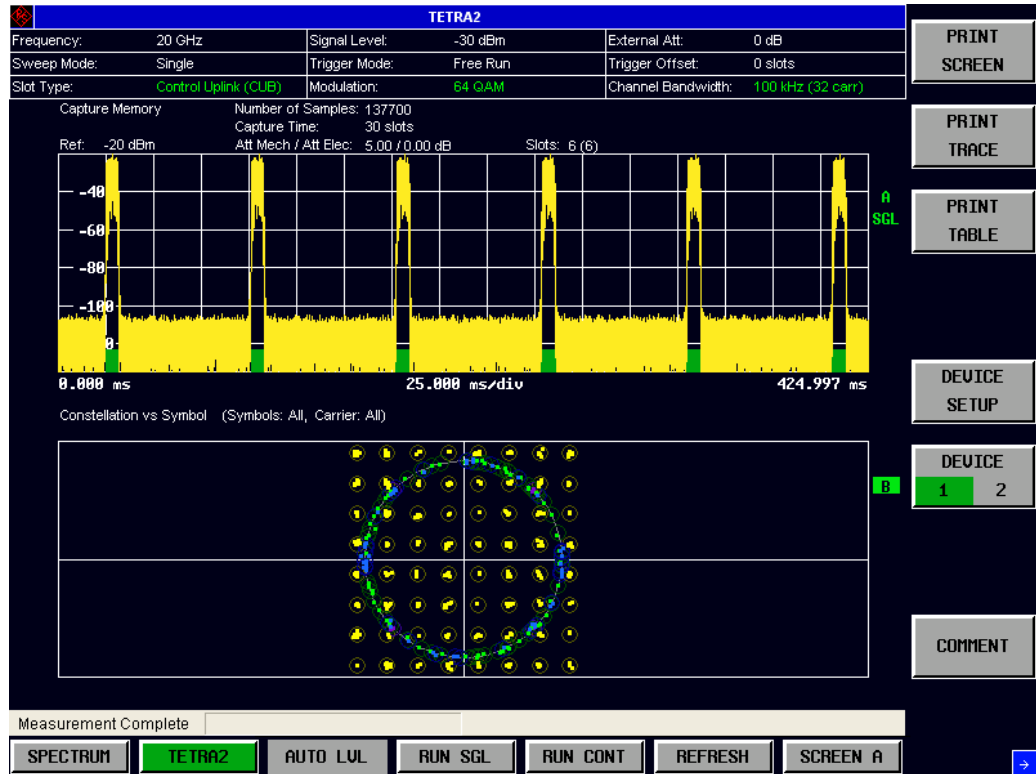 TETRA2
Frequency: 20 GHz Signal Level: -30 dBm External Att: 0 dB
Sweep Mode: Single Trigger Mode: Free Run Trigger Offset: 0 slots
Slot Type: Control Uplink (CUB) Modulation: 64 QAM Channel Bandwidth: 100 kHz (32 carr)
Capture Memory Number of Samples: 137700
Capture Time: 30 slots
Ref: -20 dBm Att Mech / Att Elec: 5.00 / 0.00 dB Slots: 6 (6)
-40
-60
-80
-100
0
A
SGL
0.000 ms 25.000 ms/div 424.997 ms
Constellation vs Symbol (Symbols: All, Carrier: All)
B
Measurement Complete
SPECTRUM TETRA2 AUTO LVL RUN SGL RUN CONT REFRESH SCREEN A
PRINT
SCREEN
PRINT
TRACE
PRINT
TABLE
DEVICE
SETUP
DEVICE
1 2
COMMENT